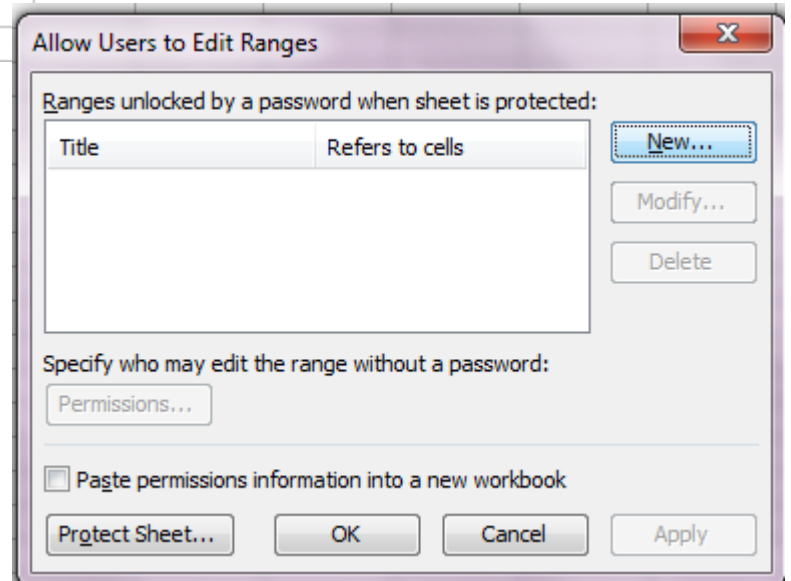 Allow Users to Edit Ranges
Ranges unlocked by a password when sheet is protected:
Title Refers to cells
New...
Modify...
Delete
Specify who may edit the range without a password:
Permissions...
Paste permissions information into a new workbook
Protect Sheet... OK Cancel Apply